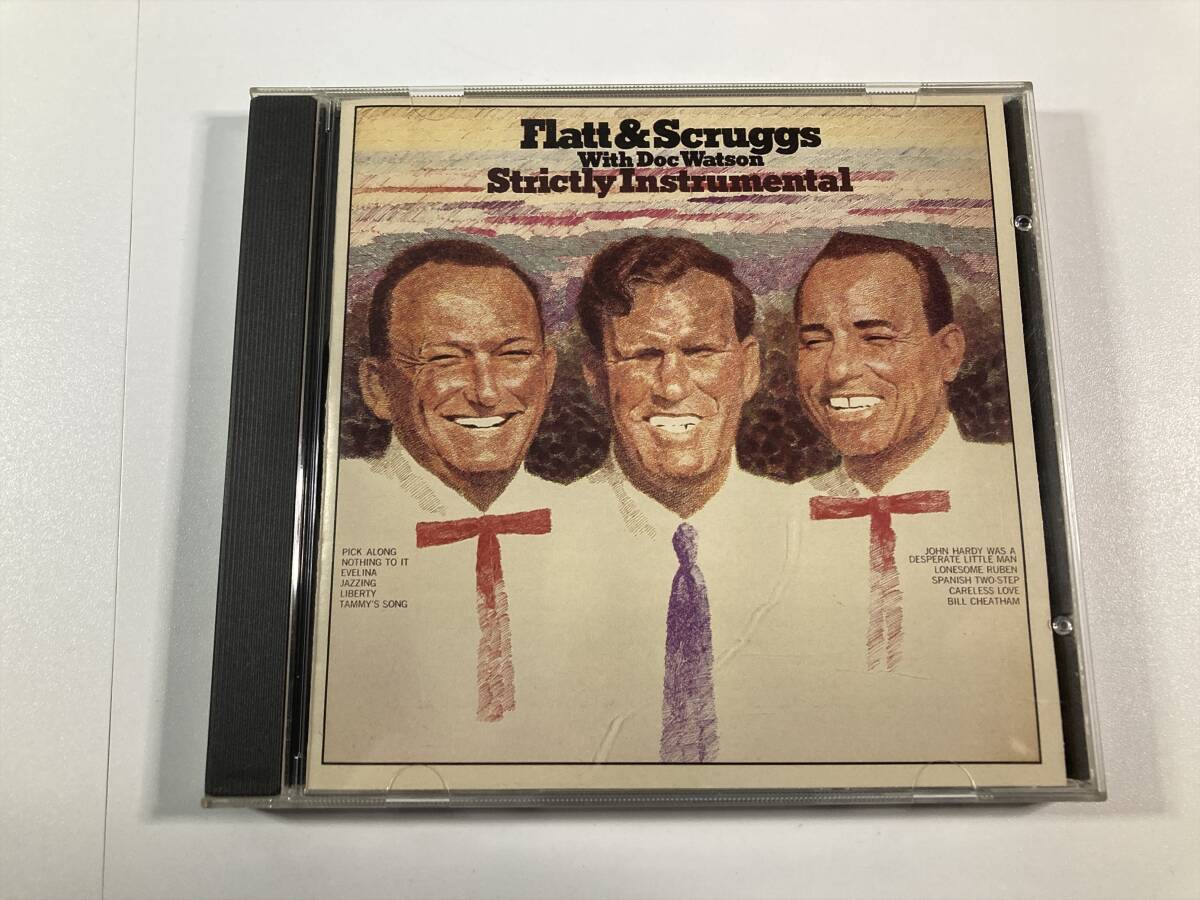 Flatt & Scruggs
With Doc Watson
Strictly Instrumental
PICK ALONG
NOTHING TO IT
EVELINA
JAZZING
LIBERTY
TAMMY'S SONG
JOHN HARDY WAS A
DESPERATE LITTLE MAN
LONESOME RUBEN
SPANISH TWO-STEP
CARELESS LOVE
BILL CHEATHAM